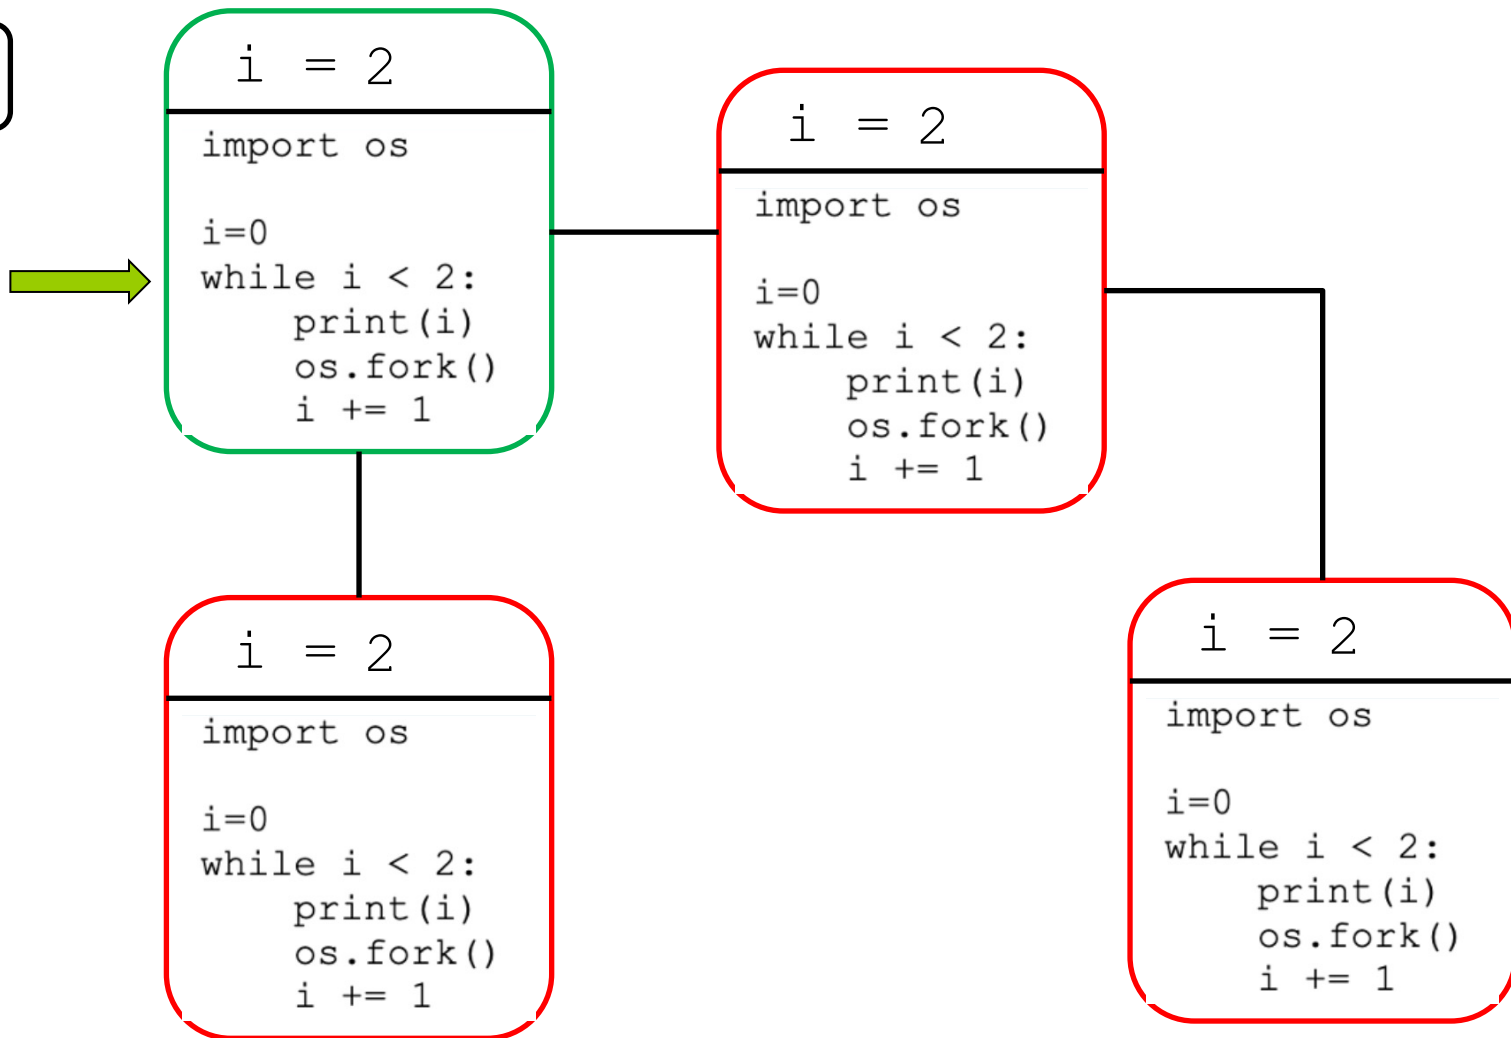 i = 2
import os
i=0
while i < 2:
print(i)
os.fork()
i += 1
i = 2
import os
i=0
while i < 2:
print(i)
os.fork()
i += 1
i = 2
import os
i=0
while i < 2:
print(i)
os.fork()
i += 1
i = 2
import os
i=0
while i < 2:
print(i)
os.fork()
i += 1